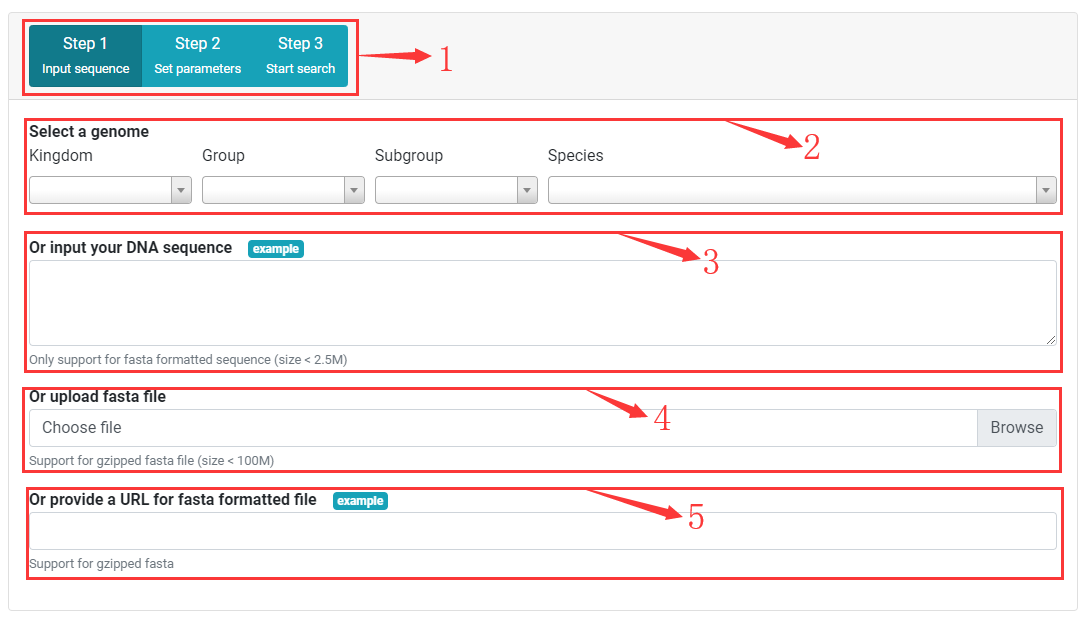 Step 1 Step 2 Step 3
Input sequence Set parameters Start search
1
Select a genome
2
Kingdom Group Subgroup Species
Or input your DNA sequence example
3
Only support for fasta formatted sequence (size < 2.5M)
Or upload fasta file
4
Choose file Browse
Support for gzipped fasta file (size < 100M)
Or provide a URL for fasta formatted file example
5
Support for gzipped fasta